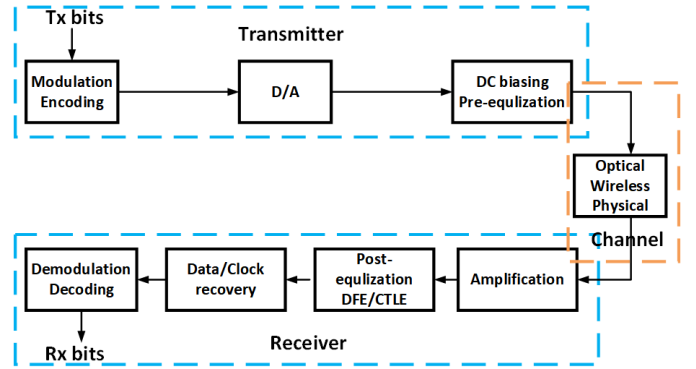 Tx bits
Transmitter
Modulation
Encoding
D/A
DC biasing
Pre-equlization
Optical
Wireless
Physical
Channel
Demodulation
Decoding
Data/Clock
recovery
Post-
equlization
DFE/CTLE
Amplification
Rx bits
Receiver